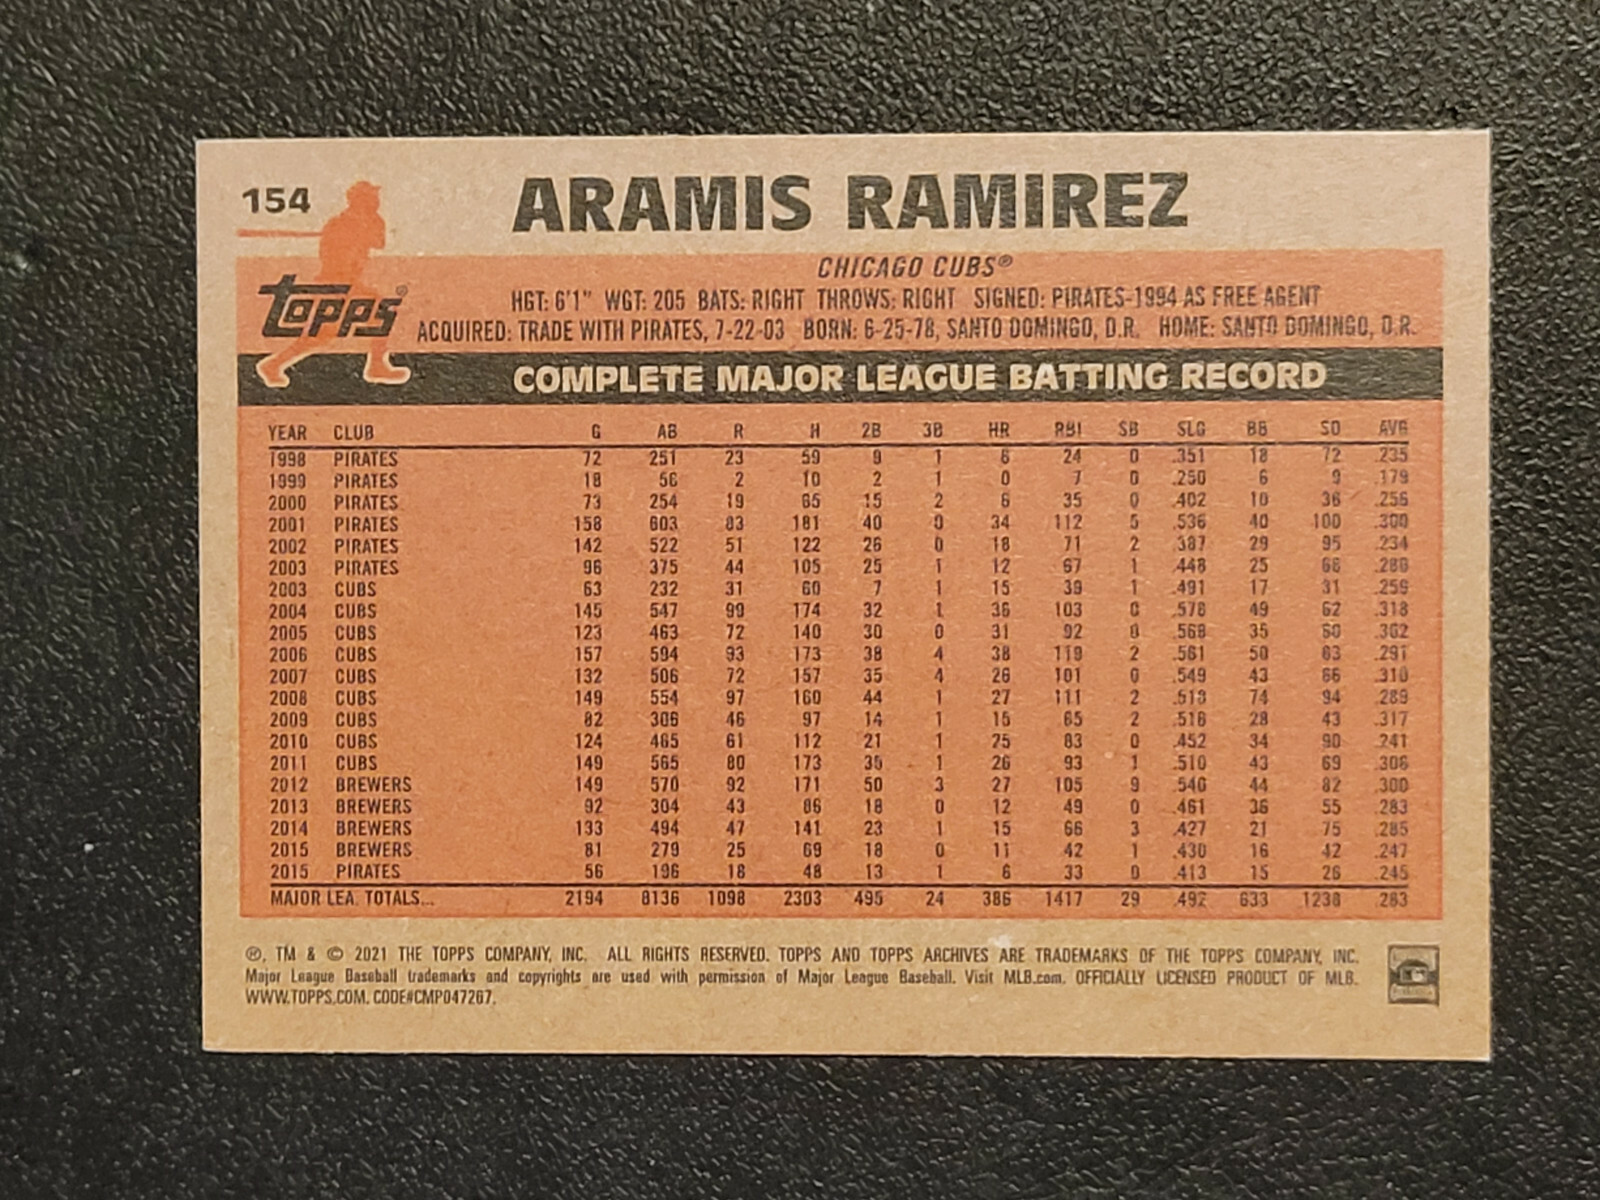 154
ARAMIS RAMIREZ
CHICAGO CUBS®
topps®
HGT: 6'1" WGT: 205 BATS: RIGHT THROWS: RIGHT SIGNED: PIRATES-1994 AS FREE AGENT
ACQUIRED: TRADE WITH PIRATES, 7-22-03 BORN: 6-25-78, SANTO DOMINGO, D.R. HOME: SANTO DOMINGO, D.R.
COMPLETE MAJOR LEAGUE BATTING RECORD
YEAR CLUB G AB R H 2B 3B HR RBI SB SLG BB SO AVG
1998 PIRATES 72 251 23 59 9 1 6 24 0 .351 18 72 .235
1999 PIRATES 18 56 2 10 2 1 0 7 0 .250 6 9 .179
2000 PIRATES 73 254 19 65 15 2 6 35 0 .402 10 36 .256
2001 PIRATES 158 603 83 181 40 0 34 112 5 .536 40 100 .300
2002 PIRATES 142 522 51 122 26 0 18 71 2 .387 29 95 .234
2003 PIRATES 96 375 44 105 25 1 12 67 1 .448 25 68 .280
2003 CUBS 63 232 31 60 7 1 15 39 1 .491 17 31 .259
2004 CUBS 145 547 99 174 32 1 36 103 0 .578 49 62 .318
2005 CUBS 123 463 72 140 30 0 31 92 0 .568 35 60 .302
2006 CUBS 157 594 93 173 38 4 38 119 2 .561 50 63 .291
2007 CUBS 132 506 72 157 35 4 26 101 0 .549 43 66 .310
2008 CUBS 149 554 97 160 44 1 27 111 2 .518 74 94 .289
2009 CUBS 82 306 46 97 14 1 15 65 2 .516 28 43 .317
2010 CUBS 124 465 61 112 21 1 25 83 0 .452 34 90 .241
2011 CUBS 149 565 80 173 35 1 26 93 1 .510 43 69 .306
2012 BREWERS 149 570 92 171 50 3 27 105 9 .540 44 82 .300
2013 BREWERS 92 304 43 86 18 0 12 49 0 .461 36 55 .283
2014 BREWERS 133 494 47 141 23 1 15 66 3 .427 21 75 .285
2015 BREWERS 81 279 25 69 18 0 11 42 1 .430 16 42 .247
2015 PIRATES 56 196 18 48 13 1 6 33 0 .413 15 26 .245
MAJOR LEA. TOTALS... 2194 8136 1098 2303 495 24 386 1417 29 .492 633 1238 .283
®, TM & © 2021 THE TOPPS COMPANY, INC. ALL RIGHTS RESERVED. TOPPS AND TOPPS ARCHIVES ARE TRADEMARKS OF THE TOPPS COMPANY, INC.
Major League Baseball trademarks and copyrights are used with permission of Major League Baseball. Visit MLB.com. OFFICIALLY LICENSED PRODUCT OF MLB.
WWW.TOPPS.COM. CODE#CMP047267.